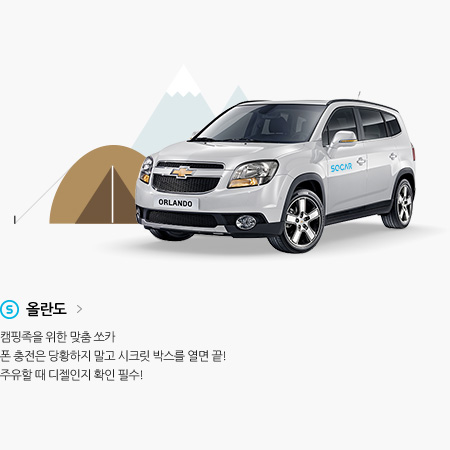 SOCAR
ORLANDO
S 올란도 >
캠핑족을 위한 맞춤 쏘카
폰 충전은 당황하지 말고 시크릿 박스를 열면 끝!
주유할 때 디젤인지 확인 필수!